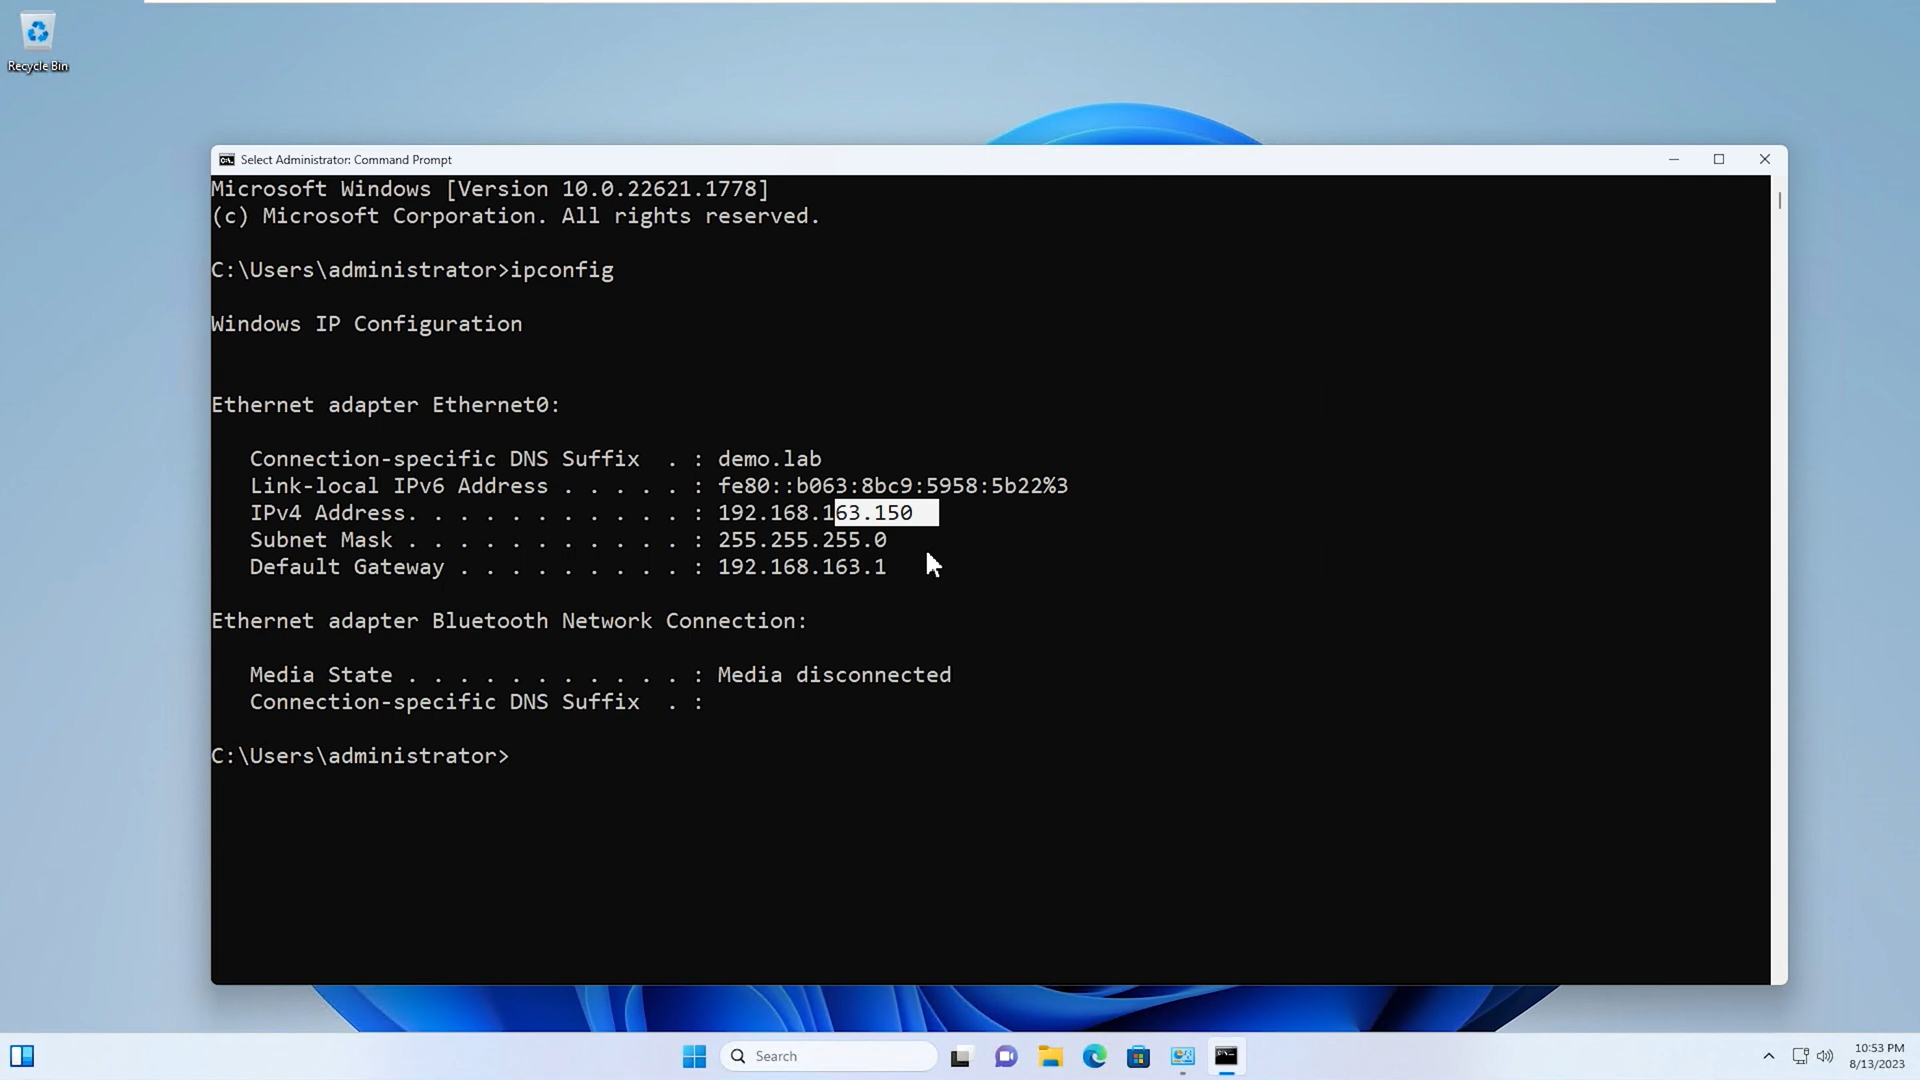 Recycle Bin
Select Administrator: Command Prompt
Microsoft Windows [Version 10.0.22621.1778]
(c) Microsoft Corporation. All rights reserved.
C:\Users\administrator>ipconfig
Windows IP Configuration
Ethernet adapter Ethernet0:
Connection-specific DNS Suffix  . : demo.lab
Link-local IPv6 Address . . . . . : fe80::b063:8bc9:5958:5b22%3
IPv4 Address. . . . . . . . . . . : 192.168.163.150
Subnet Mask . . . . . . . . . . . : 255.255.255.0
Default Gateway . . . . . . . . . : 192.168.163.1
Ethernet adapter Bluetooth Network Connection:
Media State . . . . . . . . . . . : Media disconnected
Connection-specific DNS Suffix  . :
C:\Users\administrator>
Search
10:53 PM
8/13/2023